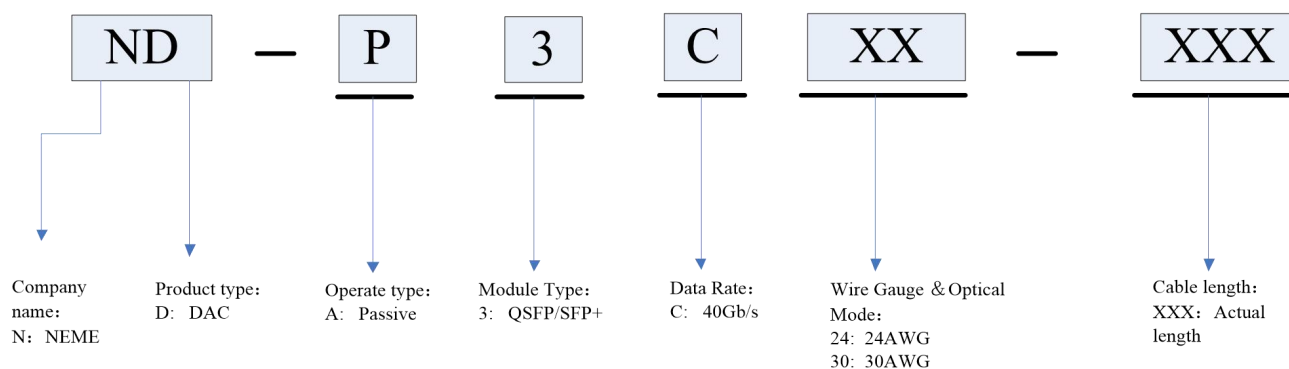 ND – P 3 C XX – XXX
Company
name：
N： NEME
Product type：
D： DAC
Operate type：
A： Passive
Module Type：
3： QSFP/SFP+
Data Rate：
C： 40Gb/s
Wire Gauge＆Optical
Mode：
24: 24AWG
30: 30AWG
Cable length：
XXX： Actual
length